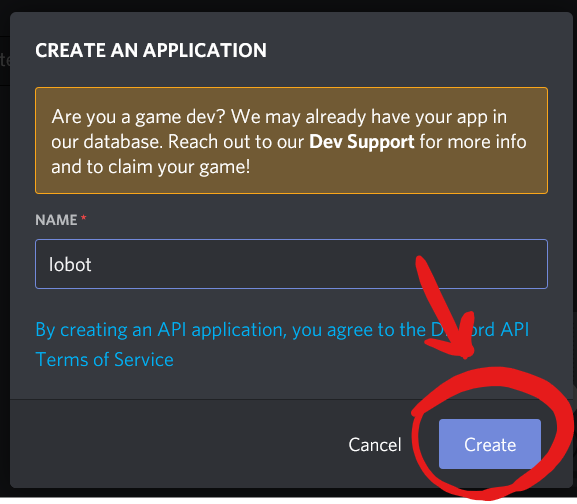 te
CREATE AN APPLICATION
Are you a game dev? We may already have your app in
our database. Reach out to our Dev Support for more info
and to claim your game!
NAME *
lobot
By creating an API application, you agree to the Discord API
Terms of Service
Cancel
Create